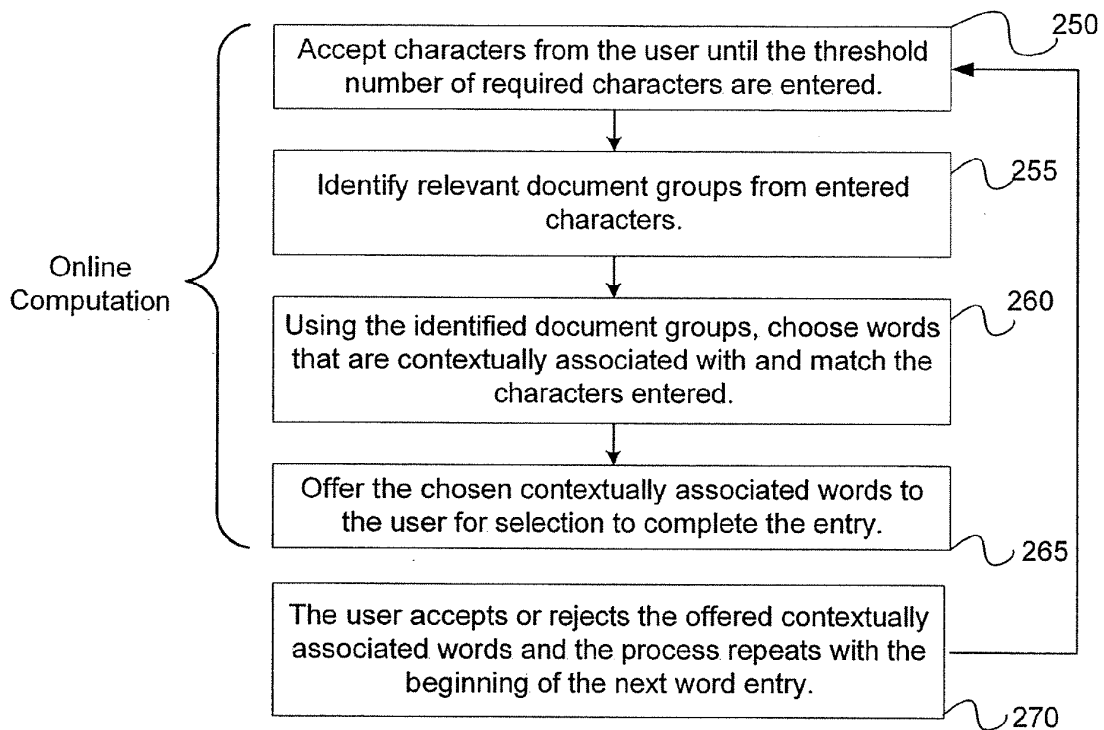 250
Accept characters from the user until the threshold
number of required characters are entered.
255
Identify relevant document groups from entered
characters.
Online
Computation
260
Using the identified document groups, choose words
that are contextually associated with and match the
characters entered.
Offer the chosen contextually associated words to
the user for selection to complete the entry.
265
The user accepts or rejects the offered contextually
associated words and the process repeats with the
beginning of the next word entry.
270